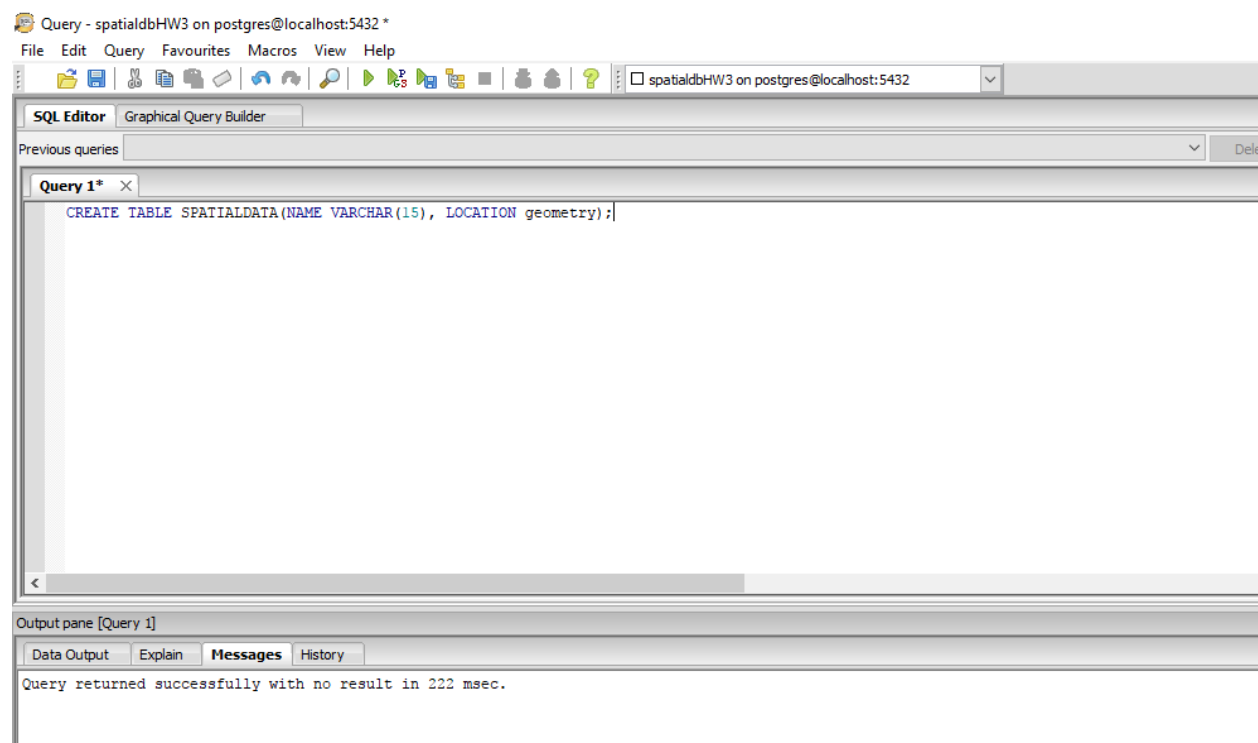 Query - spatialdbHW3 on postgres@localhost:5432 *
File Edit Query Favourites Macros View Help
spatialdbHW3 on postgres@localhost:5432
SQL Editor Graphical Query Builder
Previous queries Dele
Query 1*
CREATE TABLE SPATIALDATA(NAME VARCHAR(15), LOCATION geometry);
Output pane [Query 1]
Data Output Explain Messages History
Query returned successfully with no result in 222 msec.